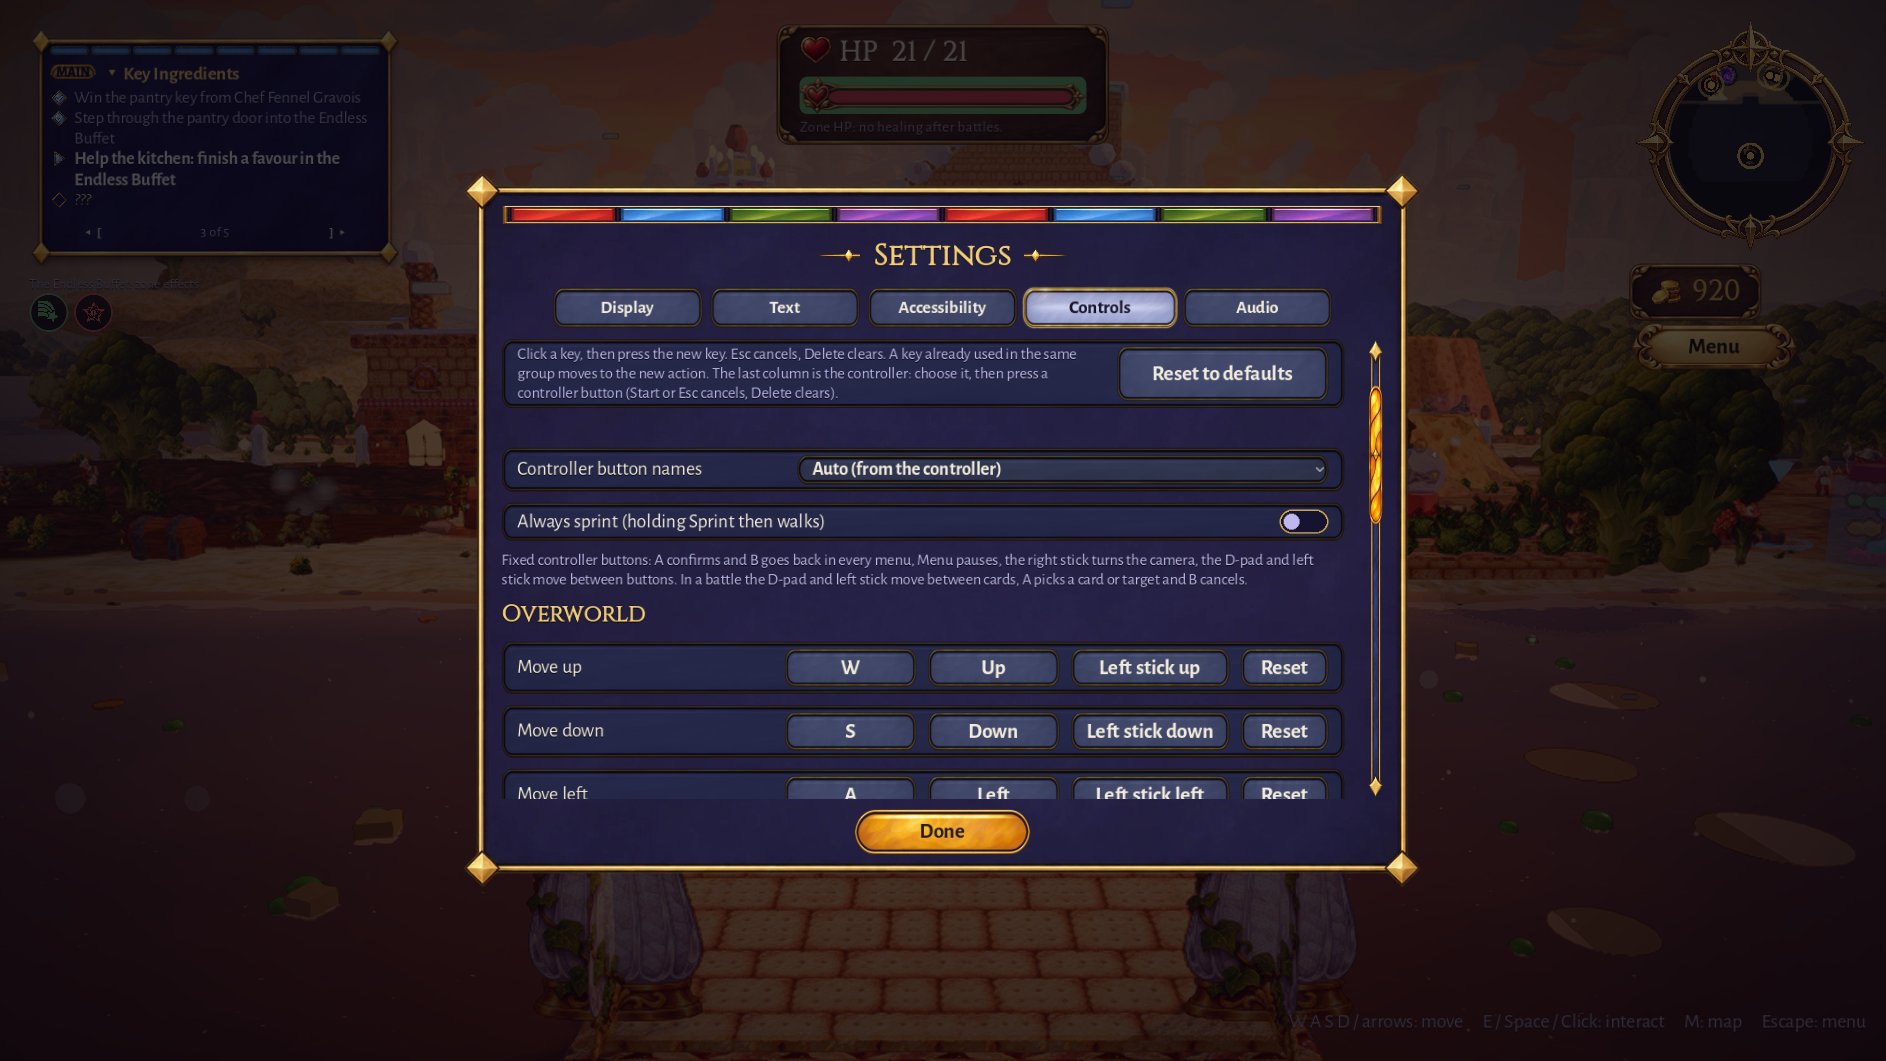 MAIN ▼ Key Ingredients
Win the pantry key from Chef Fennel Gravois
Step through the pantry door into the Endless
Buffet
Help the kitchen: finish a favour in the
Endless Buffet
???
[ 3 of 5 ]
The Endless Buffet: zone effects
HP 21 / 21
Zone HP: no healing after battles.
920
Menu
Settings
Display Text Accessibility Controls Audio
Click a key, then press the new key. Esc cancels, Delete clears. A key already used in the same
group moves to the new action. The last column is the controller: choose it, then press a
controller button (Start or Esc cancels, Delete clears).
Reset to defaults
Controller button names Auto (from the controller)
Always sprint (holding Sprint then walks)
Fixed controller buttons: A confirms and B goes back in every menu, Menu pauses, the right stick turns the camera, the D-pad and left
stick move between buttons. In a battle the D-pad and left stick move between cards, A picks a card or target and B cancels.
Overworld
Move up W Up Left stick up Reset
Move down S Down Left stick down Reset
Move left A Left Left stick left Reset
Done
W A S D / arrows: move E / Space / Click: interact M: map Escape: menu